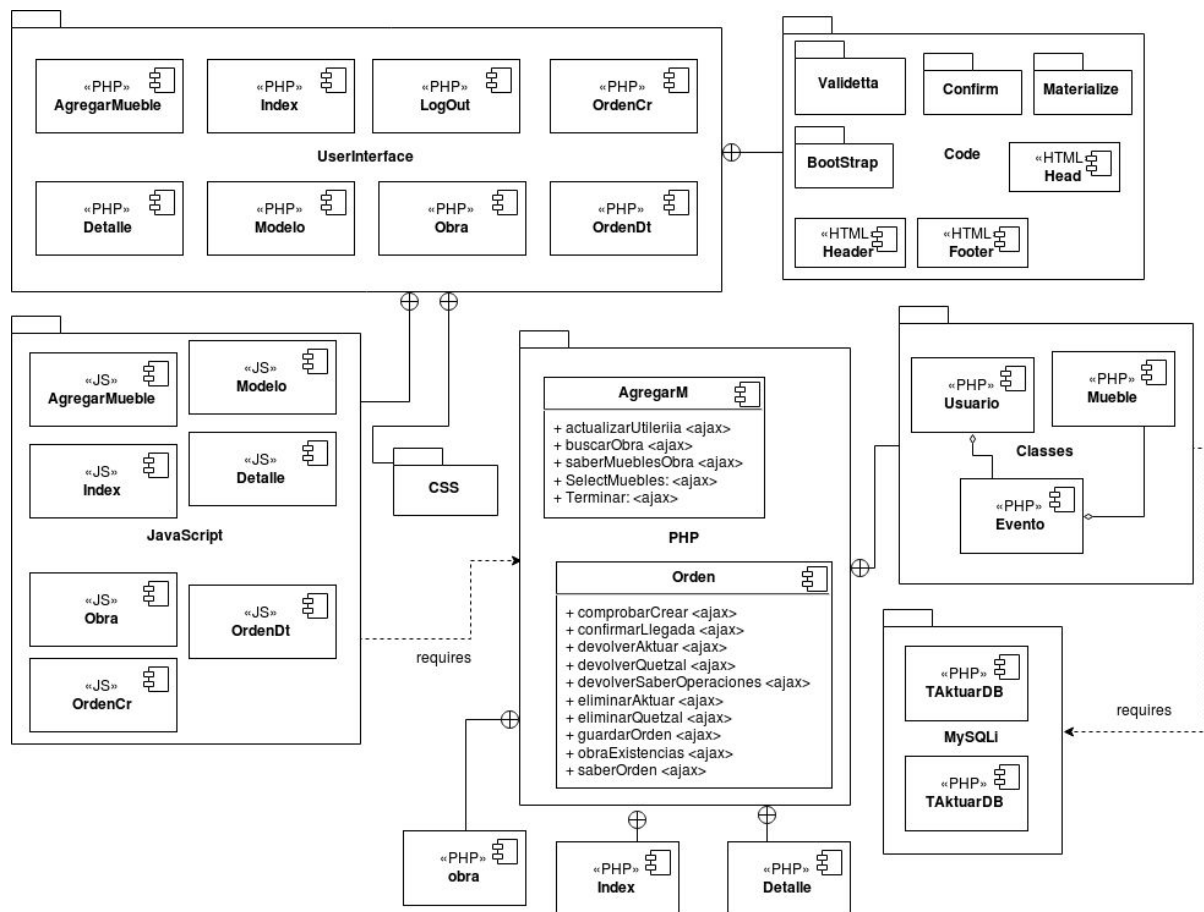 «PHP»
AgregarMueble
«PHP»
Index
«PHP»
LogOut
«PHP»
OrdenCr
UserInterface
«PHP»
Detalle
«PHP»
Modelo
«PHP»
Obra
«PHP»
OrdenDt
Validetta
Confirm
Materialize
BootStrap
Code
«HTML
Head
«HTML
Header
«HTML
Footer
«JS»
AgregarMueble
«JS»
Modelo
«JS»
Index
«JS»
Detalle
JavaScript
«JS»
Obra
«JS»
OrdenDt
«JS»
OrdenCr
CSS
requires
AgregarM
+ actualizarUtileriia <ajax>
+ buscarObra <ajax>
+ saberMueblesObra <ajax>
+ SelectMuebles: <ajax>
+ Terminar: <ajax>
PHP
Orden
+ comprobarCrear <ajax>
+ confirmarLlegada <ajax>
+ devolverAktuar <ajax>
+ devolverQuetzal <ajax>
+ devolverSaberOperaciones <ajax>
+ eliminarAktuar <ajax>
+ eliminarQuetzal <ajax>
+ guardarOrden <ajax>
+ obraExistencias <ajax>
+ saberOrden <ajax>
«PHP»
Usuario
«PHP»
Mueble
Classes
«PHP»
Evento
«PHP»
TAktuarDB
MySQLi
«PHP»
TAktuarDB
requires
«PHP»
obra
«PHP»
Index
«PHP»
Detalle